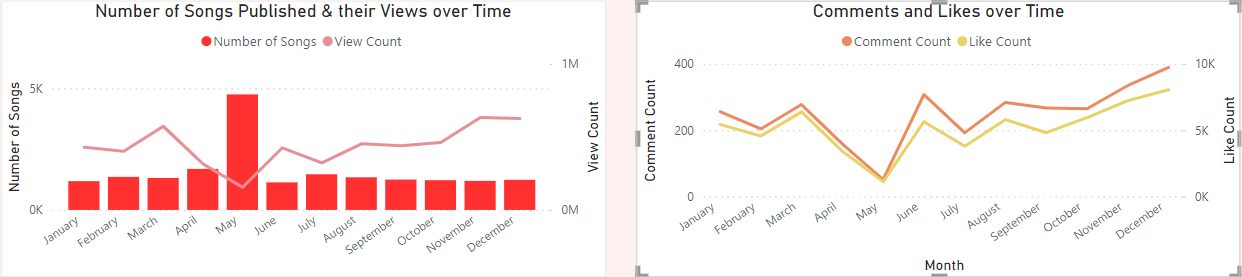 Number of Songs Published & their Views over Time
Number of Songs View Count
Number of Songs
5K
0K
1M
0M
View Count
January
February
March
April
May
June
July
August
September
October
November
December
Comments and Likes over Time
Comment Count Like Count
Comment Count
400
200
0
10K
5K
0K
Like Count
January
February
March
April
May
June
July
August
September
October
November
December
Month